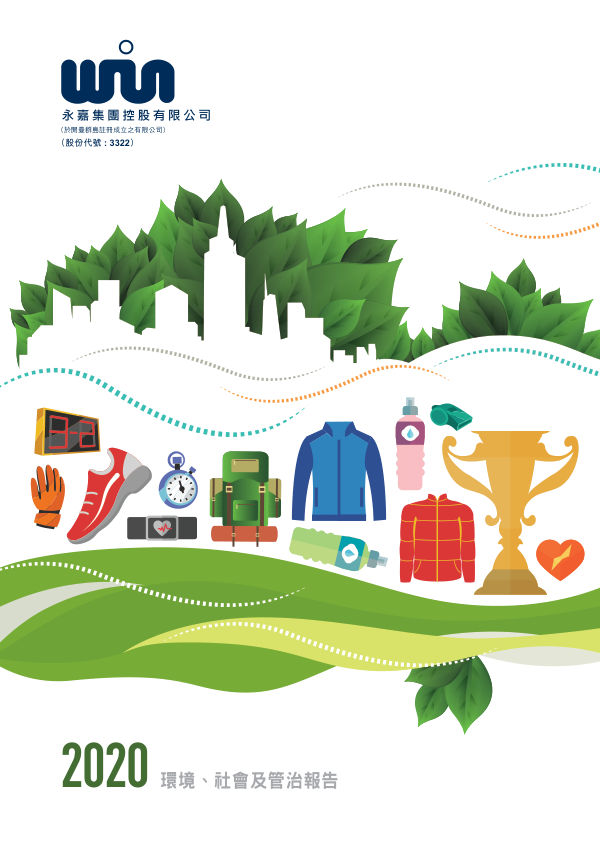 win
永嘉集團控股有限公司
(於開曼群島註冊成立之有限公司)
(股份代號 : 3322)
32
2020 環境、社會及管治報告